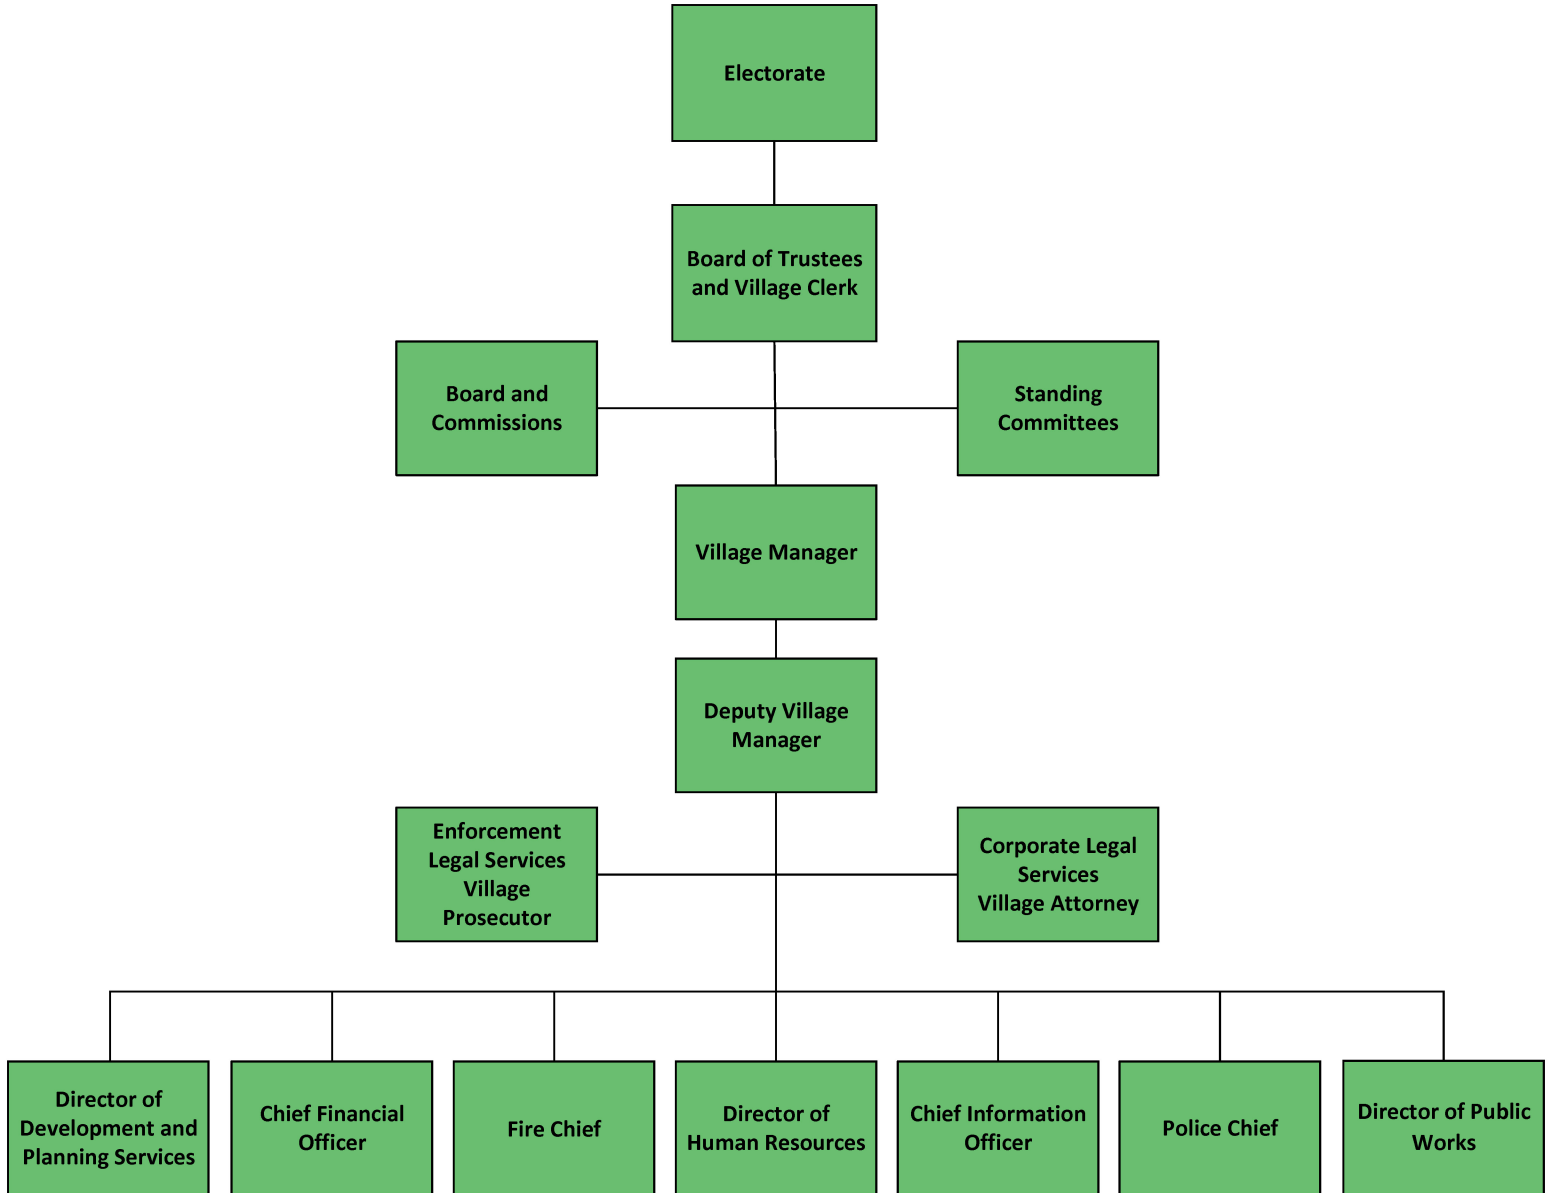 Electorate
Board of Trustees
and Village Clerk
Board and
Commissions
Standing
Committees
Village Manager
Deputy Village
Manager
Enforcement
Legal Services
Village
Prosecutor
Corporate Legal
Services
Village Attorney
Director of
Development and
Planning Services
Chief Financial
Officer
Fire Chief
Director of
Human Resources
Chief Information
Officer
Police Chief
Director of Public
Works